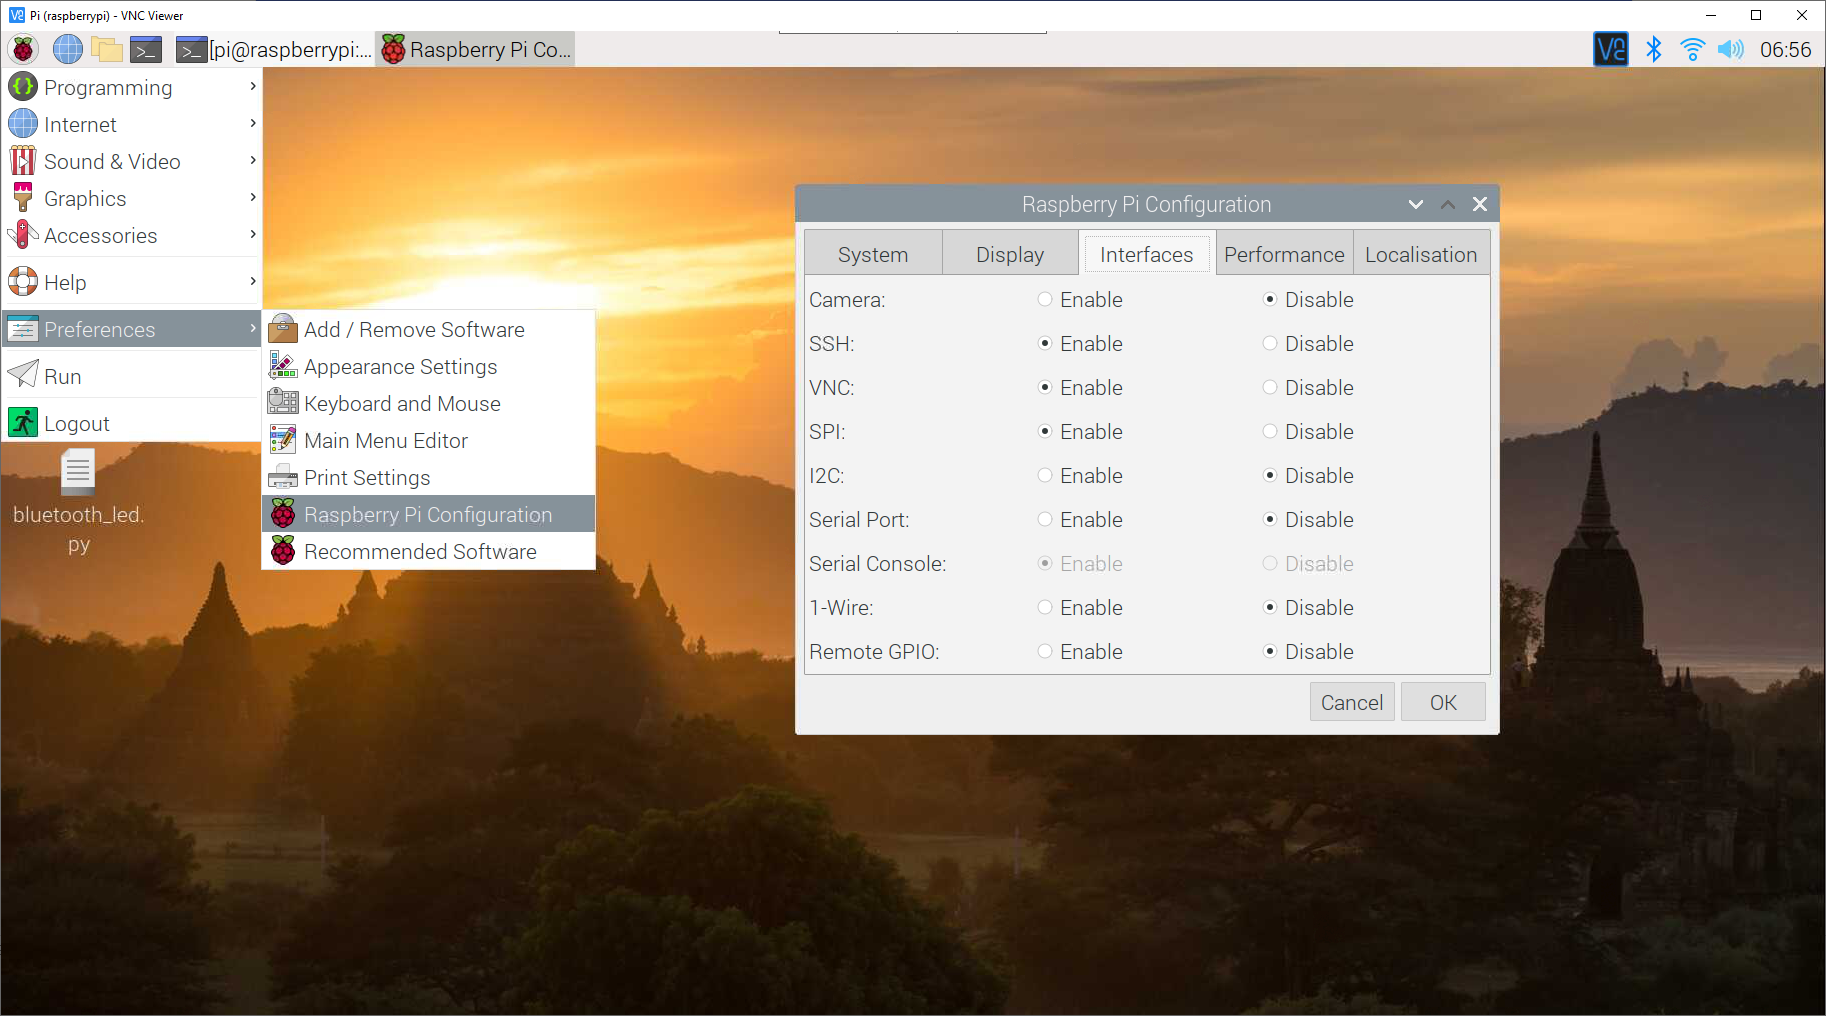 Pi (raspberrypi) - VNC Viewer
[pi@raspberrypi:... Raspberry Pi Co... 06:56
Programming
Internet
Sound & Video
Graphics
Accessories
Help
Preferences
Run
Logout
Add / Remove Software
Appearance Settings
Keyboard and Mouse
Main Menu Editor
Print Settings
Raspberry Pi Configuration
Recommended Software
bluetooth_led.
py
Raspberry Pi Configuration
System Display Interfaces Performance Localisation
Camera: Enable Disable
SSH: Enable Disable
VNC: Enable Disable
SPI: Enable Disable
I2C: Enable Disable
Serial Port: Enable Disable
Serial Console: Enable Disable
1-Wire: Enable Disable
Remote GPIO: Enable Disable
Cancel OK